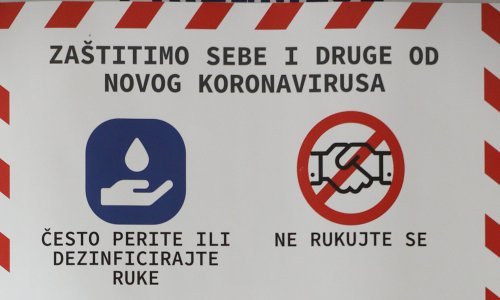 ZAŠTITIMO SEBE I DRUGE OD
NOVOG KORONAVIRUSA
ČESTO PERITE ILI
DEZINFICIRAJTE
RUKE
NE RUKUJTE SE